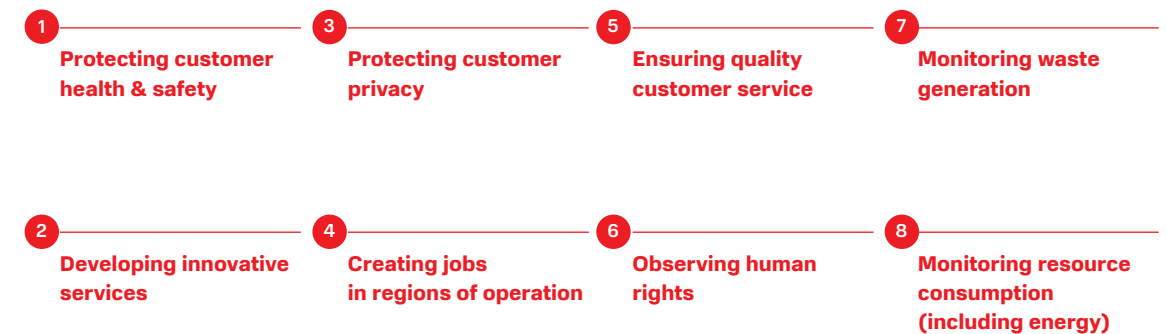 1
Protecting customer
health & safety
2
Developing innovative
services
3
Protecting customer
privacy
4
Creating jobs
in regions of operation
5
Ensuring quality
customer service
6
Observing human
rights
7
Monitoring waste
generation
8
Monitoring resource
consumption
(including energy)